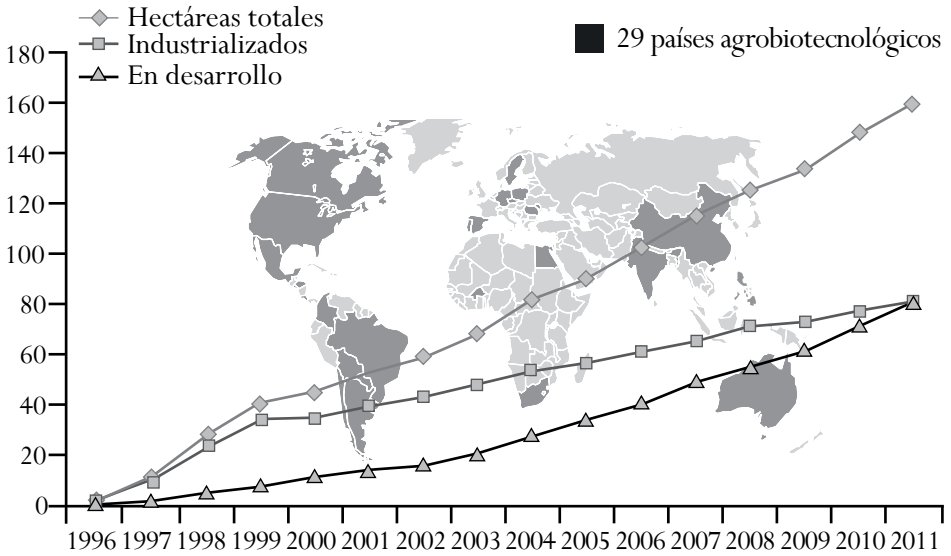 Hectáreas totales
Industrializados
En desarrollo
29 países agrobiotecnológicos
180
160
140
120
100
80
60
40
20
0
1996 1997 1998 1999 2000 2001 2002 2003 2004 2005 2006 2007 2008 2009 2010 2011